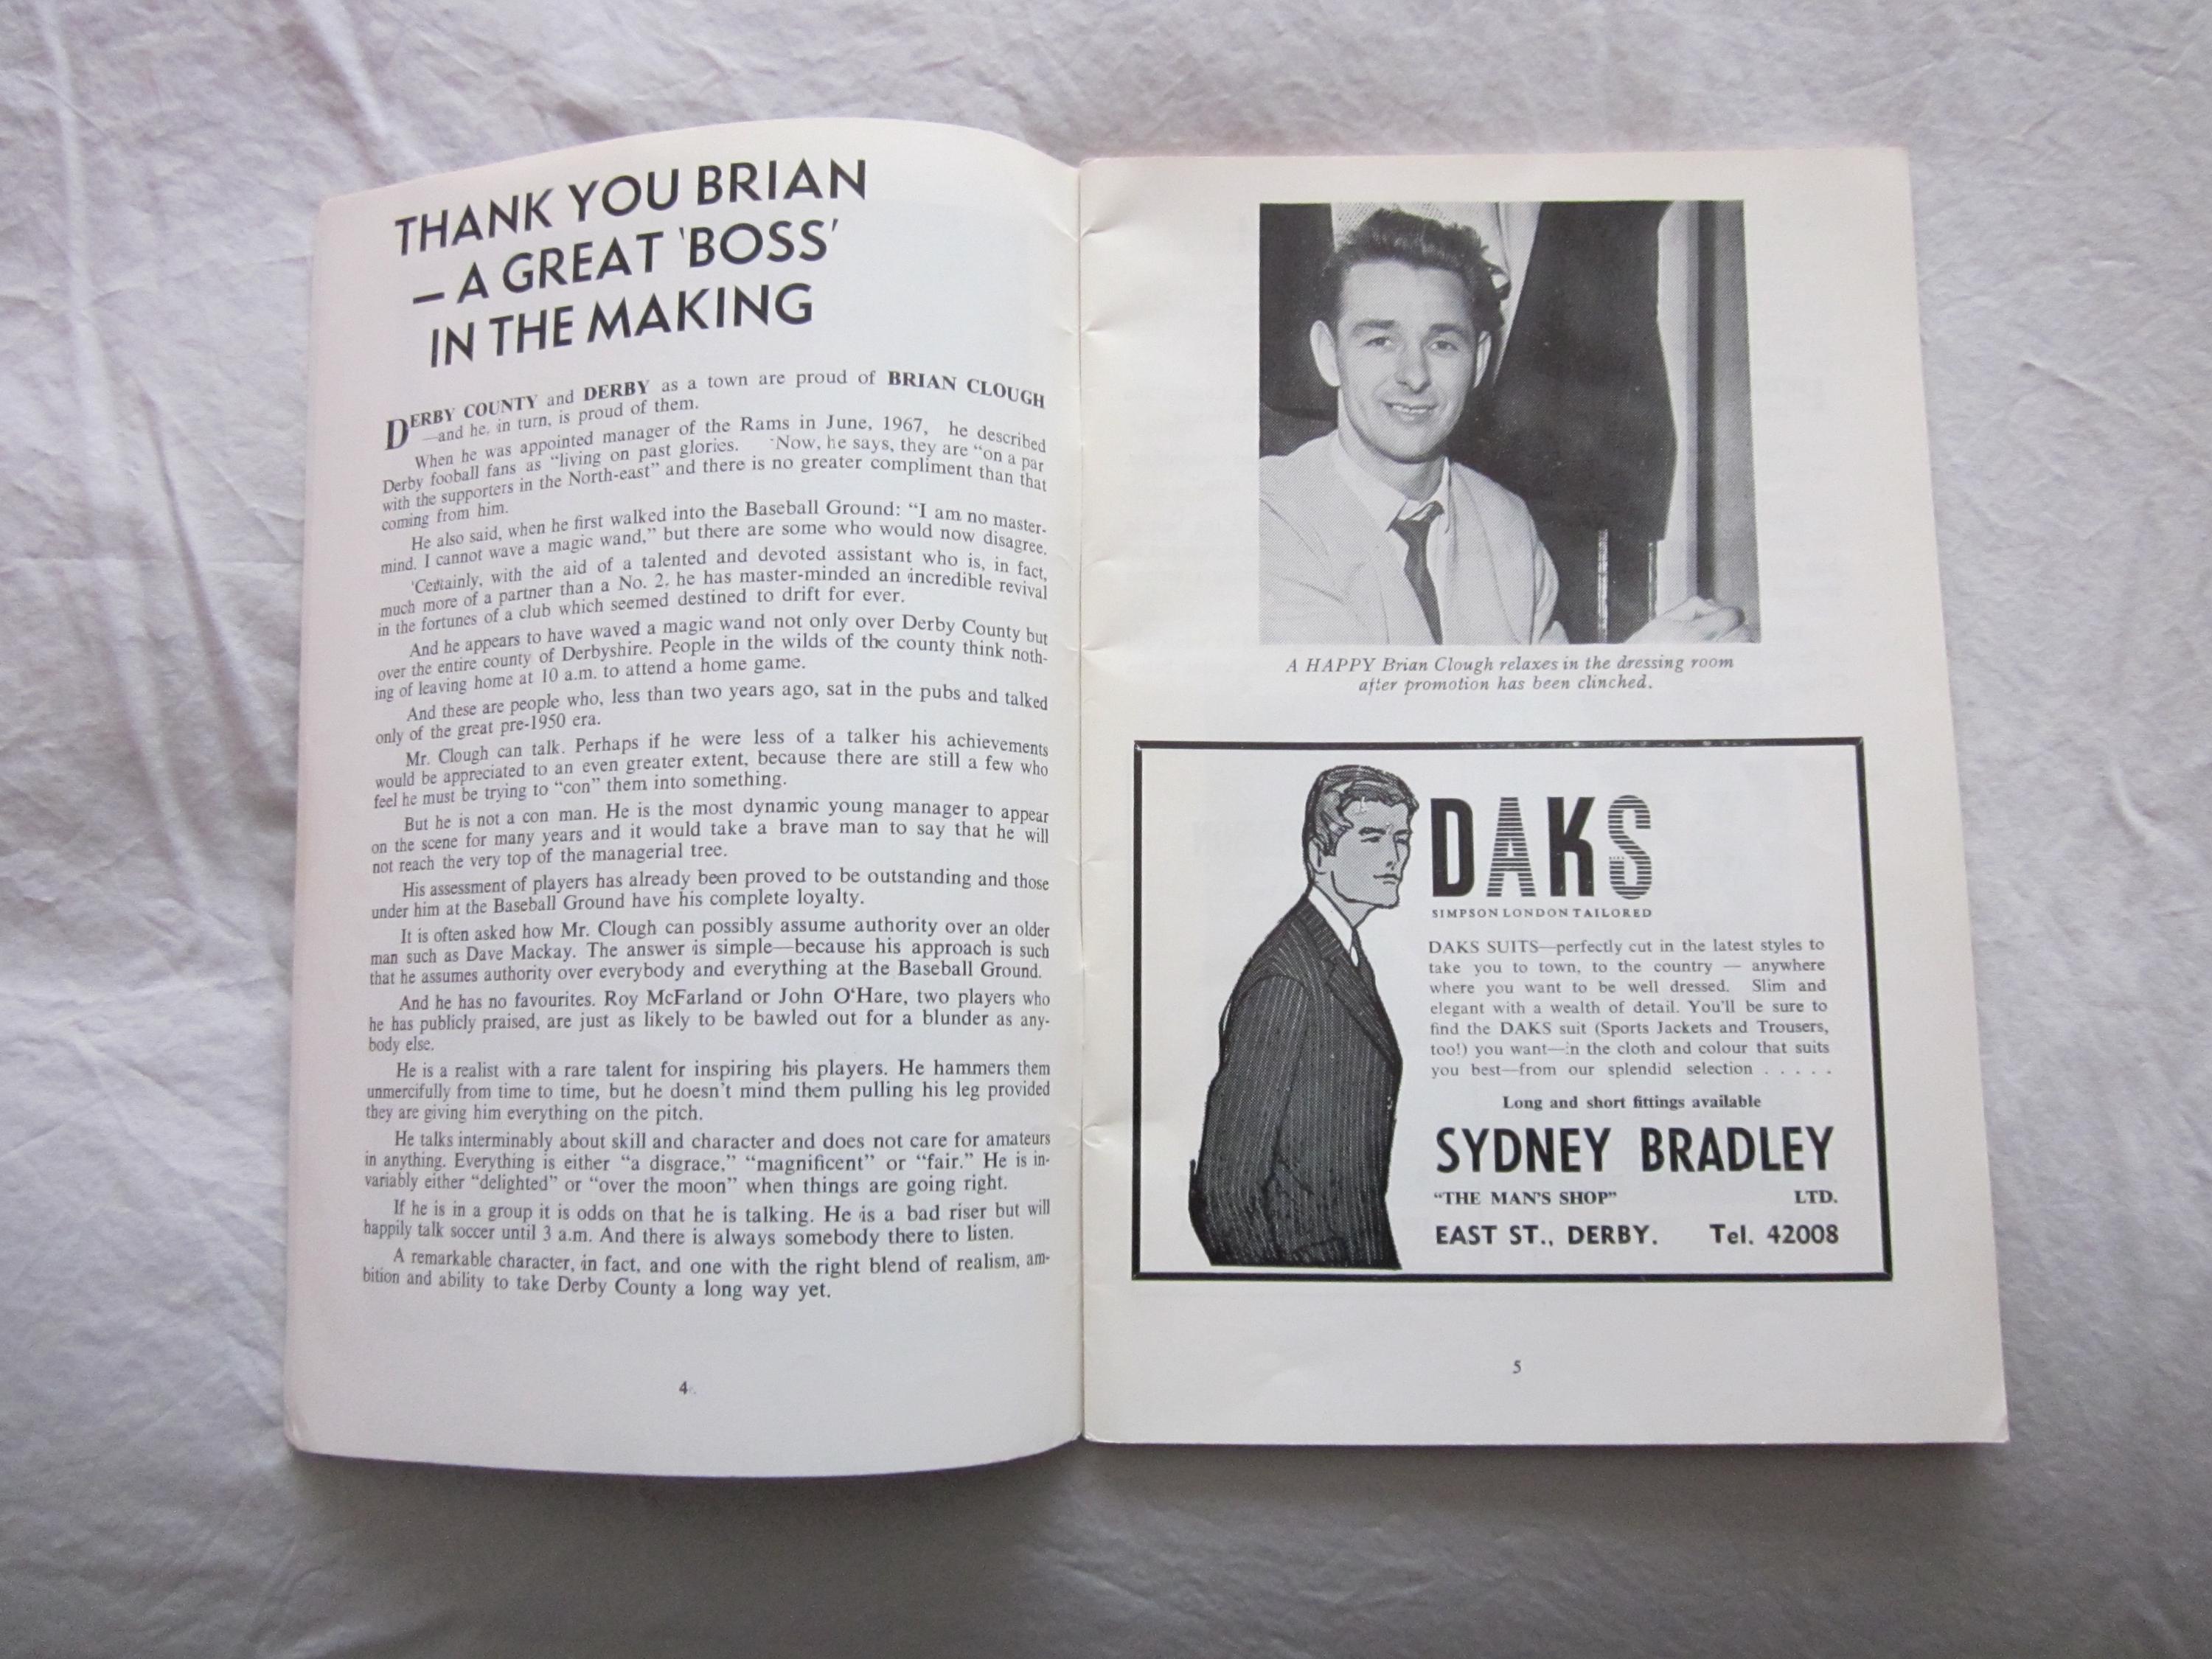 THANK YOU BRIAN
– A GREAT 'BOSS'
IN THE MAKING
DERBY COUNTY and DERBY as a town are proud of BRIAN CLOUGH
—and he, in turn, is proud of them.
When he was appointed manager of the Rams in June, 1967, he described
Derby fooball fans as "living on past glories. Now, he says, they are "on a par
with the supporters in the North-east" and there is no greater compliment than that
coming from him.
He also said, when he first walked into the Baseball Ground: "I am no master-
mind. I cannot wave a magic wand," but there are some who would now disagree.
'Certainly, with the aid of a talented and devoted assistant who is, in fact,
much more of a partner than a No. 2, he has master-minded an incredible revival
in the fortunes of a club which seemed destined to drift for ever.
And he appears to have waved a magic wand not only over Derby County but
over the entire county of Derbyshire. People in the wilds of the county think noth-
ing of leaving home at 10 a.m. to attend a home game.
And these are people who, less than two years ago, sat in the pubs and talked
only of the great pre-1950 era.
Mr. Clough can talk. Perhaps if he were less of a talker his achievements
would be appreciated to an even greater extent, because there are still a few who
feel he must be trying to "con" them into something.
But he is not a con man. He is the most dynamic young manager to appear
on the scene for many years and it would take a brave man to say that he will
not reach the very top of the managerial tree.
His assessment of players has already been proved to be outstanding and those
under him at the Baseball Ground have his complete loyalty.
It is often asked how Mr. Clough can possibly assume authority over an older
man such as Dave Mackay. The answer is simple—because his approach is such
that he assumes authority over everybody and everything at the Baseball Ground.
And he has no favourites. Roy McFarland or John O'Hare, two players who
he has publicly praised, are just as likely to be bawled out for a blunder as any-
body else.
He is a realist with a rare talent for inspiring his players. He hammers them
unmercifully from time to time, but he doesn't mind them pulling his leg provided
they are giving him everything on the pitch.
He talks interminably about skill and character and does not care for amateurs
in anything. Everything is either "a disgrace," "magnificent" or "fair." He is in-
variably either "delighted" or "over the moon" when things are going right.
If he is in a group it is odds on that he is talking. He is a bad riser but will
happily talk soccer until 3 a.m. And there is always somebody there to listen.
A remarkable character, in fact, and one with the right blend of realism, am-
bition and ability to take Derby County a long way yet.
4
A HAPPY Brian Clough relaxes in the dressing room
after promotion has been clinched.
DAKS
SIMPSON LONDON TAILORED
DAKS SUITS—perfectly cut in the latest styles to
take you to town, to the country — anywhere
where you want to be well dressed. Slim and
elegant with a wealth of detail. You'll be sure to
find the DAKS suit (Sports Jackets and Trousers,
too!) you want—in the cloth and colour that suits
you best—from our splendid selection . . . . .
Long and short fittings available
SYDNEY BRADLEY
"THE MAN'S SHOP" LTD.
EAST ST., DERBY. Tel. 42008
5